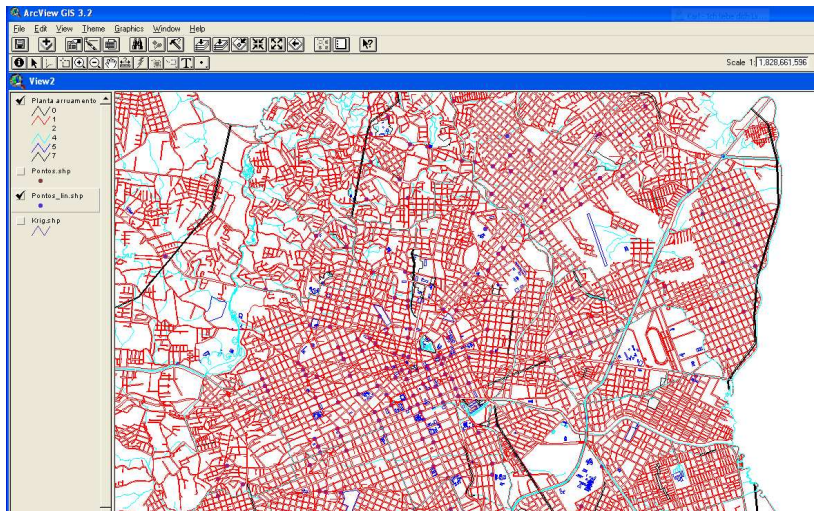 ArcView GIS 3.2
File Edit View Theme Graphics Window Help
Scale 1: 1,828,661,596
View2
Planta arruamento
0
1
2
4
5
7
Pontos.shp
Pontos_lin.shp
Krig.shp